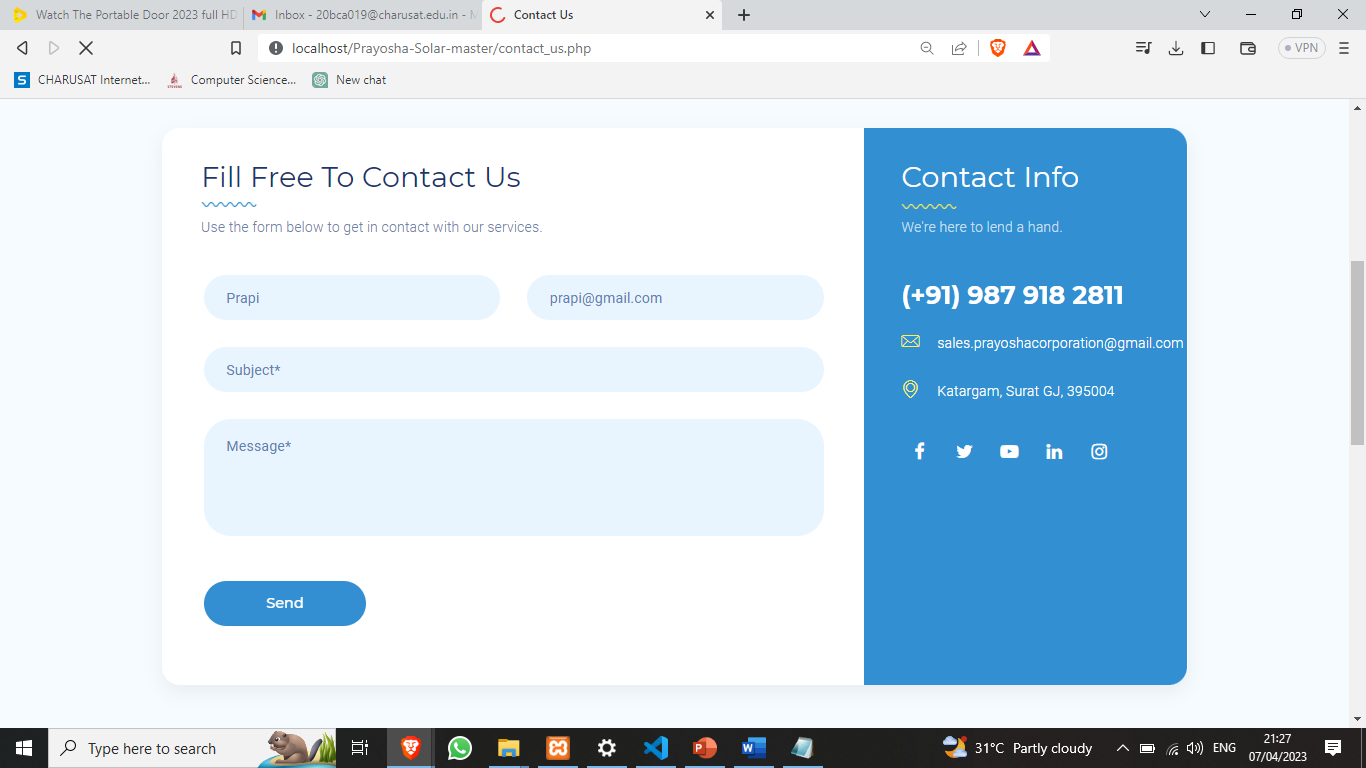 Watch The Portable Door 2023 full HD
Inbox - 20bca019@charusat.edu.in - M
Contact Us
localhost/Prayosha-Solar-master/contact_us.php
VPN
S CHARUSAT Internet...
STEVENS Computer Science...
New chat
Fill Free To Contact Us
Use the form below to get in contact with our services.
Prapi
prapi@gmail.com
Subject*
Message*
Send
Contact Info
We're here to lend a hand.
(+91) 987 918 2811
sales.prayoshacorporation@gmail.com
Katargam, Surat GJ, 395004
Type here to search
31°C Partly cloudy
ENG
21:27
07/04/2023